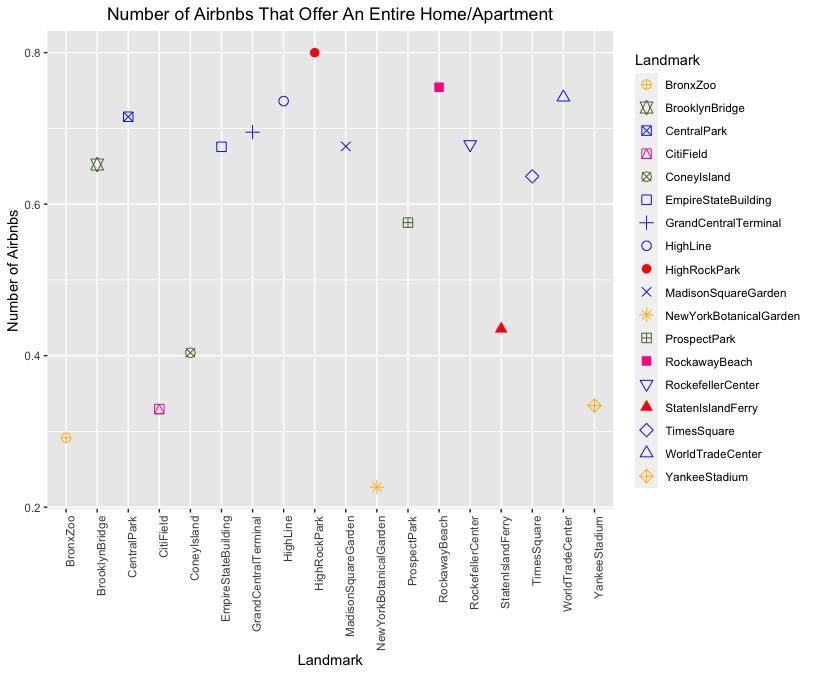 Number of Airbnbs That Offer An Entire Home/Apartment
Number of Airbnbs
0.8
0.6
0.4
0.2
BronxZoo
BrooklynBridge
CentralPark
CitiField
ConeyIsland
EmpireStateBuilding
GrandCentralTerminal
HighLine
HighRockPark
MadisonSquareGarden
NewYorkBotanicalGarden
ProspectPark
RockawayBeach
RockefellerCenter
StatenIslandFerry
TimesSquare
WorldTradeCenter
YankeeStadium
Landmark
Landmark
BronxZoo
BrooklynBridge
CentralPark
CitiField
ConeyIsland
EmpireStateBuilding
GrandCentralTerminal
HighLine
HighRockPark
MadisonSquareGarden
NewYorkBotanicalGarden
ProspectPark
RockawayBeach
RockefellerCenter
StatenIslandFerry
TimesSquare
WorldTradeCenter
YankeeStadium